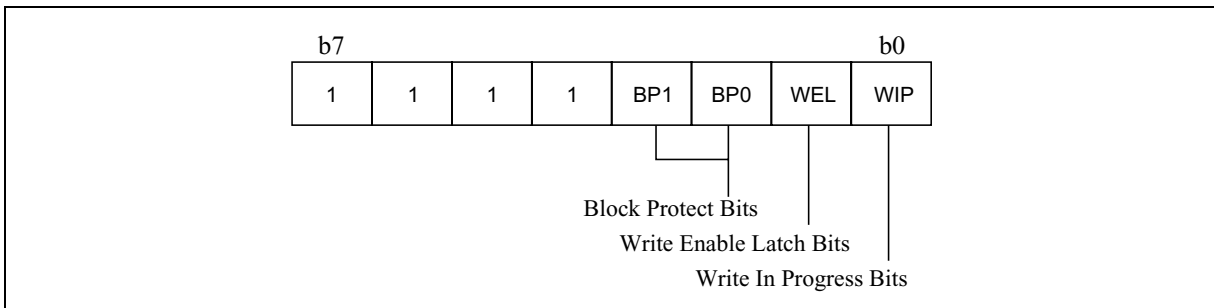 b7 b0
1 1 1 1 BP1 BP0 WEL WIP
Block Protect Bits
Write Enable Latch Bits
Write In Progress Bits